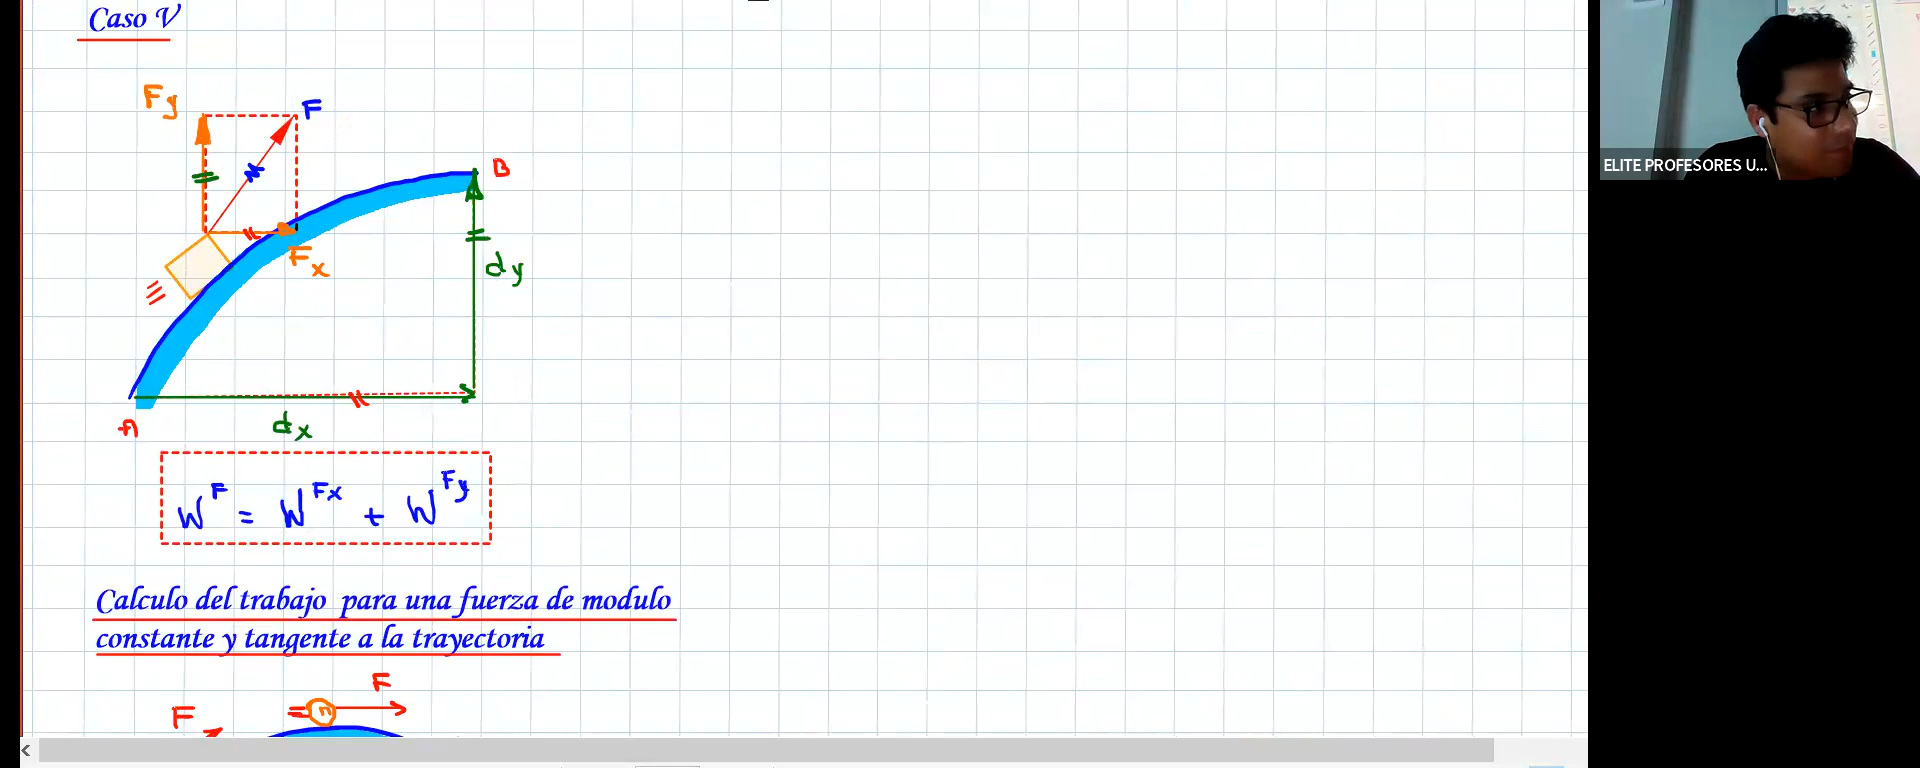 Caso V
Fy
F
B
Fx
dy
A
dx
W^F = W^Fx + W^Fy
Calculo del trabajo para una fuerza de modulo
constante y tangente a la trayectoria
F
F
ELITE PROFESORES U...